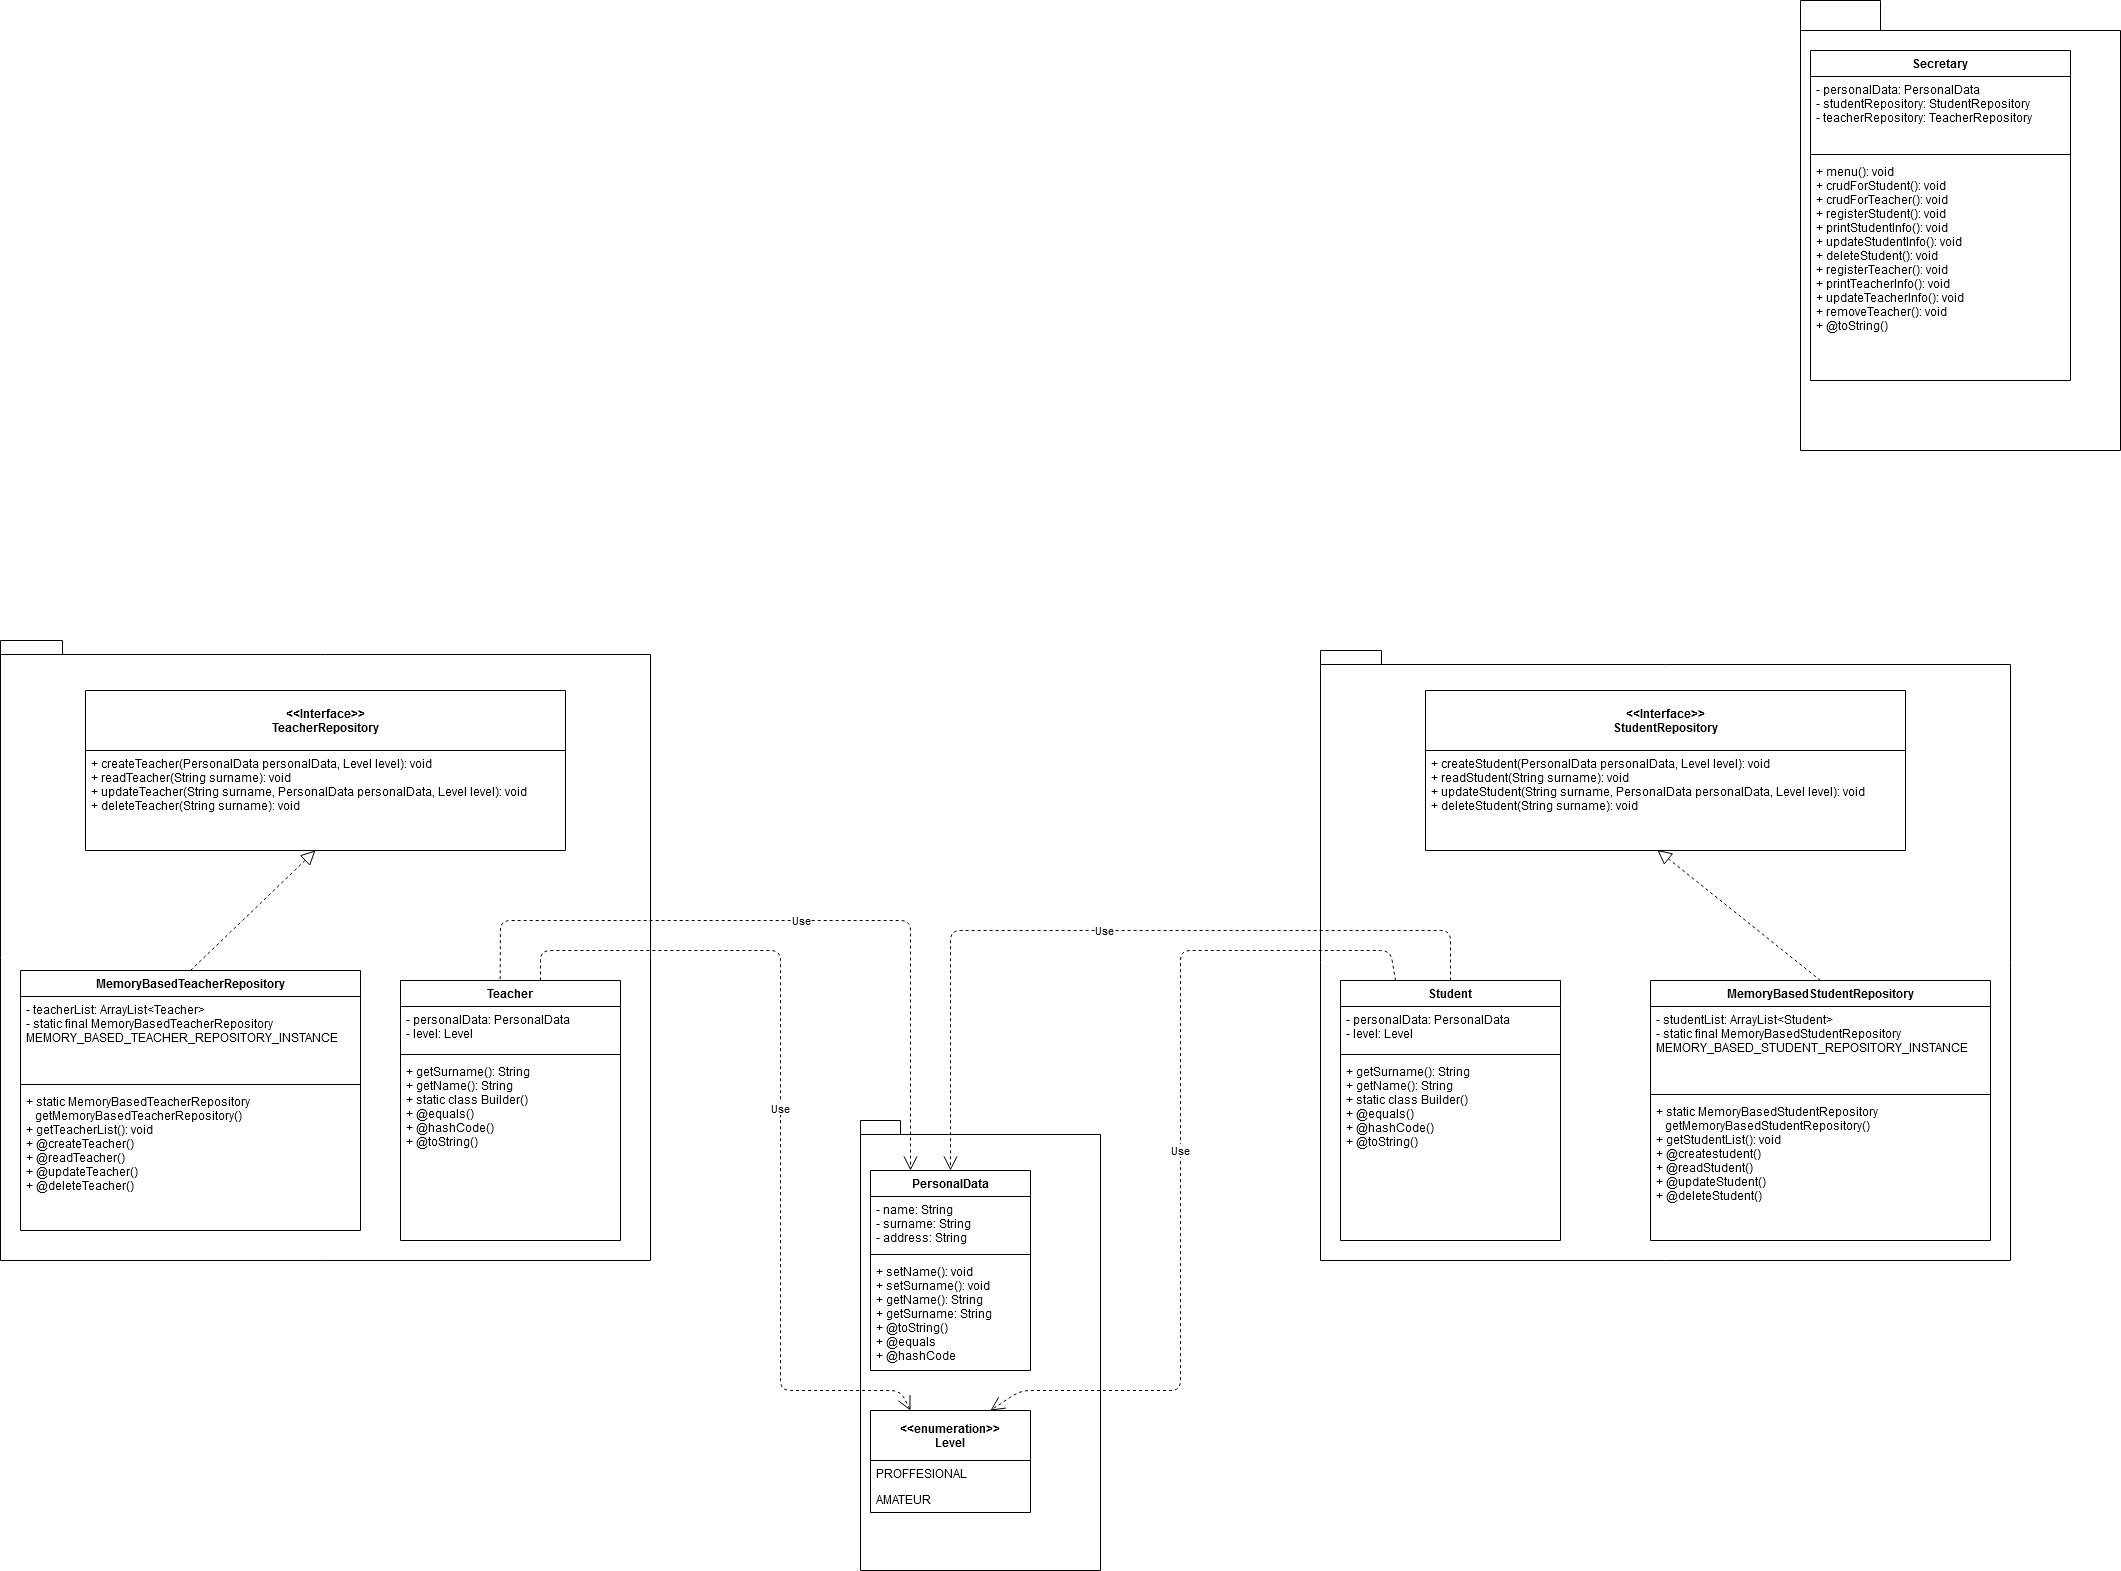 Secretary
- personalData: PersonalData
- studentRepository: StudentRepository
- teacherRepository: TeacherRepository
+ menu(): void
+ crudForStudent(): void
+ crudForTeacher(): void
+ registerStudent(): void
+ printStudentInfo(): void
+ updateStudentInfo(): void
+ deleteStudent(): void
+ registerTeacher(): void
+ printTeacherInfo(): void
+ updateTeacherInfo(): void
+ removeTeacher(): void
+ @toString()
<<Interface>>
TeacherRepository
+ createTeacher(PersonalData personalData, Level level): void
+ readTeacher(String surname): void
+ updateTeacher(String surname, PersonalData personalData, Level level): void
+ deleteTeacher(String surname): void
<<Interface>>
StudentRepository
+ createStudent(PersonalData personalData, Level level): void
+ readStudent(String surname): void
+ updateStudent(String surname, PersonalData personalData, Level level): void
+ deleteStudent(String surname): void
Use
Use
MemoryBasedTeacherRepository
- teacherList: ArrayList<Teacher>
- static final MemoryBasedTeacherRepository
MEMORY_BASED_TEACHER_REPOSITORY_INSTANCE
+ static MemoryBasedTeacherRepository
getMemoryBasedTeacherRepository()
+ getTeacherList(): void
+ @createTeacher()
+ @readTeacher()
+ @updateTeacher()
+ @deleteTeacher()
Teacher
- personalData: PersonalData
- level: Level
+ getSurname(): String
+ getName(): String
+ static class Builder()
+ @equals()
+ @hashCode()
+ @toString()
Student
- personalData: PersonalData
- level: Level
+ getSurname(): String
+ getName(): String
+ static class Builder()
+ @equals()
+ @hashCode()
+ @toString()
MemoryBasedStudentRepository
- studentList: ArrayList<Student>
- static final MemoryBasedStudentRepository
MEMORY_BASED_STUDENT_REPOSITORY_INSTANCE
+ static MemoryBasedStudentRepository
getMemoryBasedStudentRepository()
+ getStudentList(): void
+ @createstudent()
+ @readStudent()
+ @updateStudent()
+ @deleteStudent()
Use
Use
PersonalData
- name: String
- surname: String
- address: String
+ setName(): void
+ setSurname(): void
+ getName(): String
+ getSurname: String
+ @toString()
+ @equals
+ @hashCode
<<enumeration>>
Level
PROFFESIONAL
AMATEUR